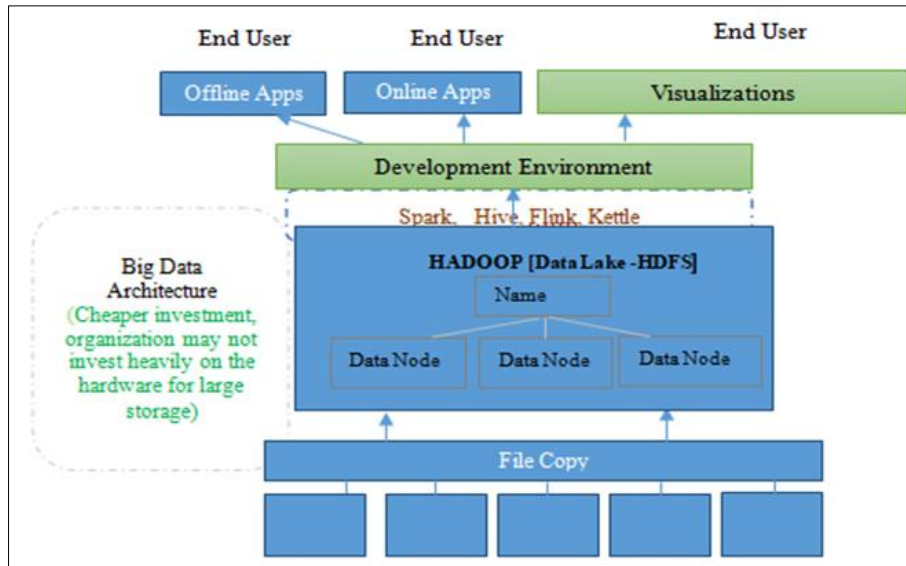 End User
End User
End User
Offline Apps
Online Apps
Visualizations
Development Environment
Spark, Hive, Flink, Kettle
HADOOP [Data Lake -HDFS]
Name
Data Node
Data Node
Data Node
Big Data
Architecture
(Cheaper investment,
organization may not
invest heavily on the
hardware for large
storage)
File Copy